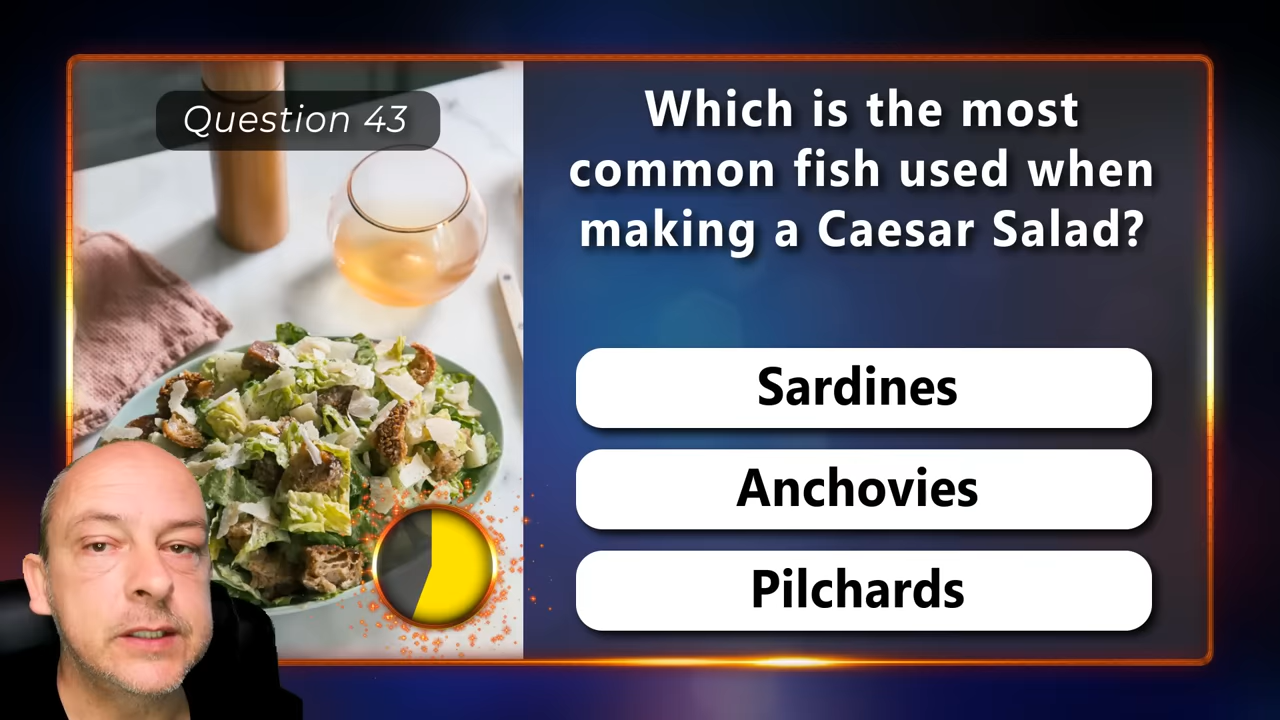 Question 43
Which is the most
common fish used when
making a Caesar Salad?
Sardines
Anchovies
Pilchards